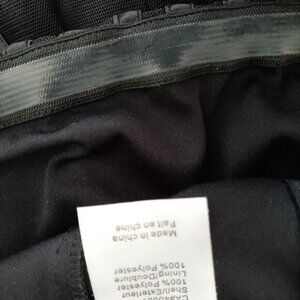 Shell/Exterieur
100% Polyester
Lining/Doublure
100% Polyester
Made in china
Fait en chine